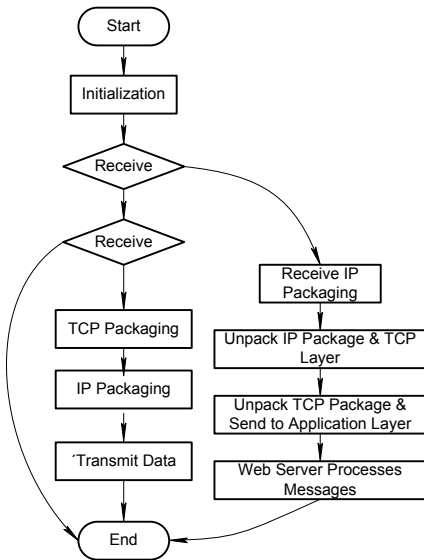 Start
Initialization
Receive
Receive
TCP Packaging
IP Packaging
´Transmit Data
End
Receive IP
Packaging
Unpack IP Package & TCP
Layer
Unpack TCP Package &
Send to Application Layer
Web Server Processes
Messages